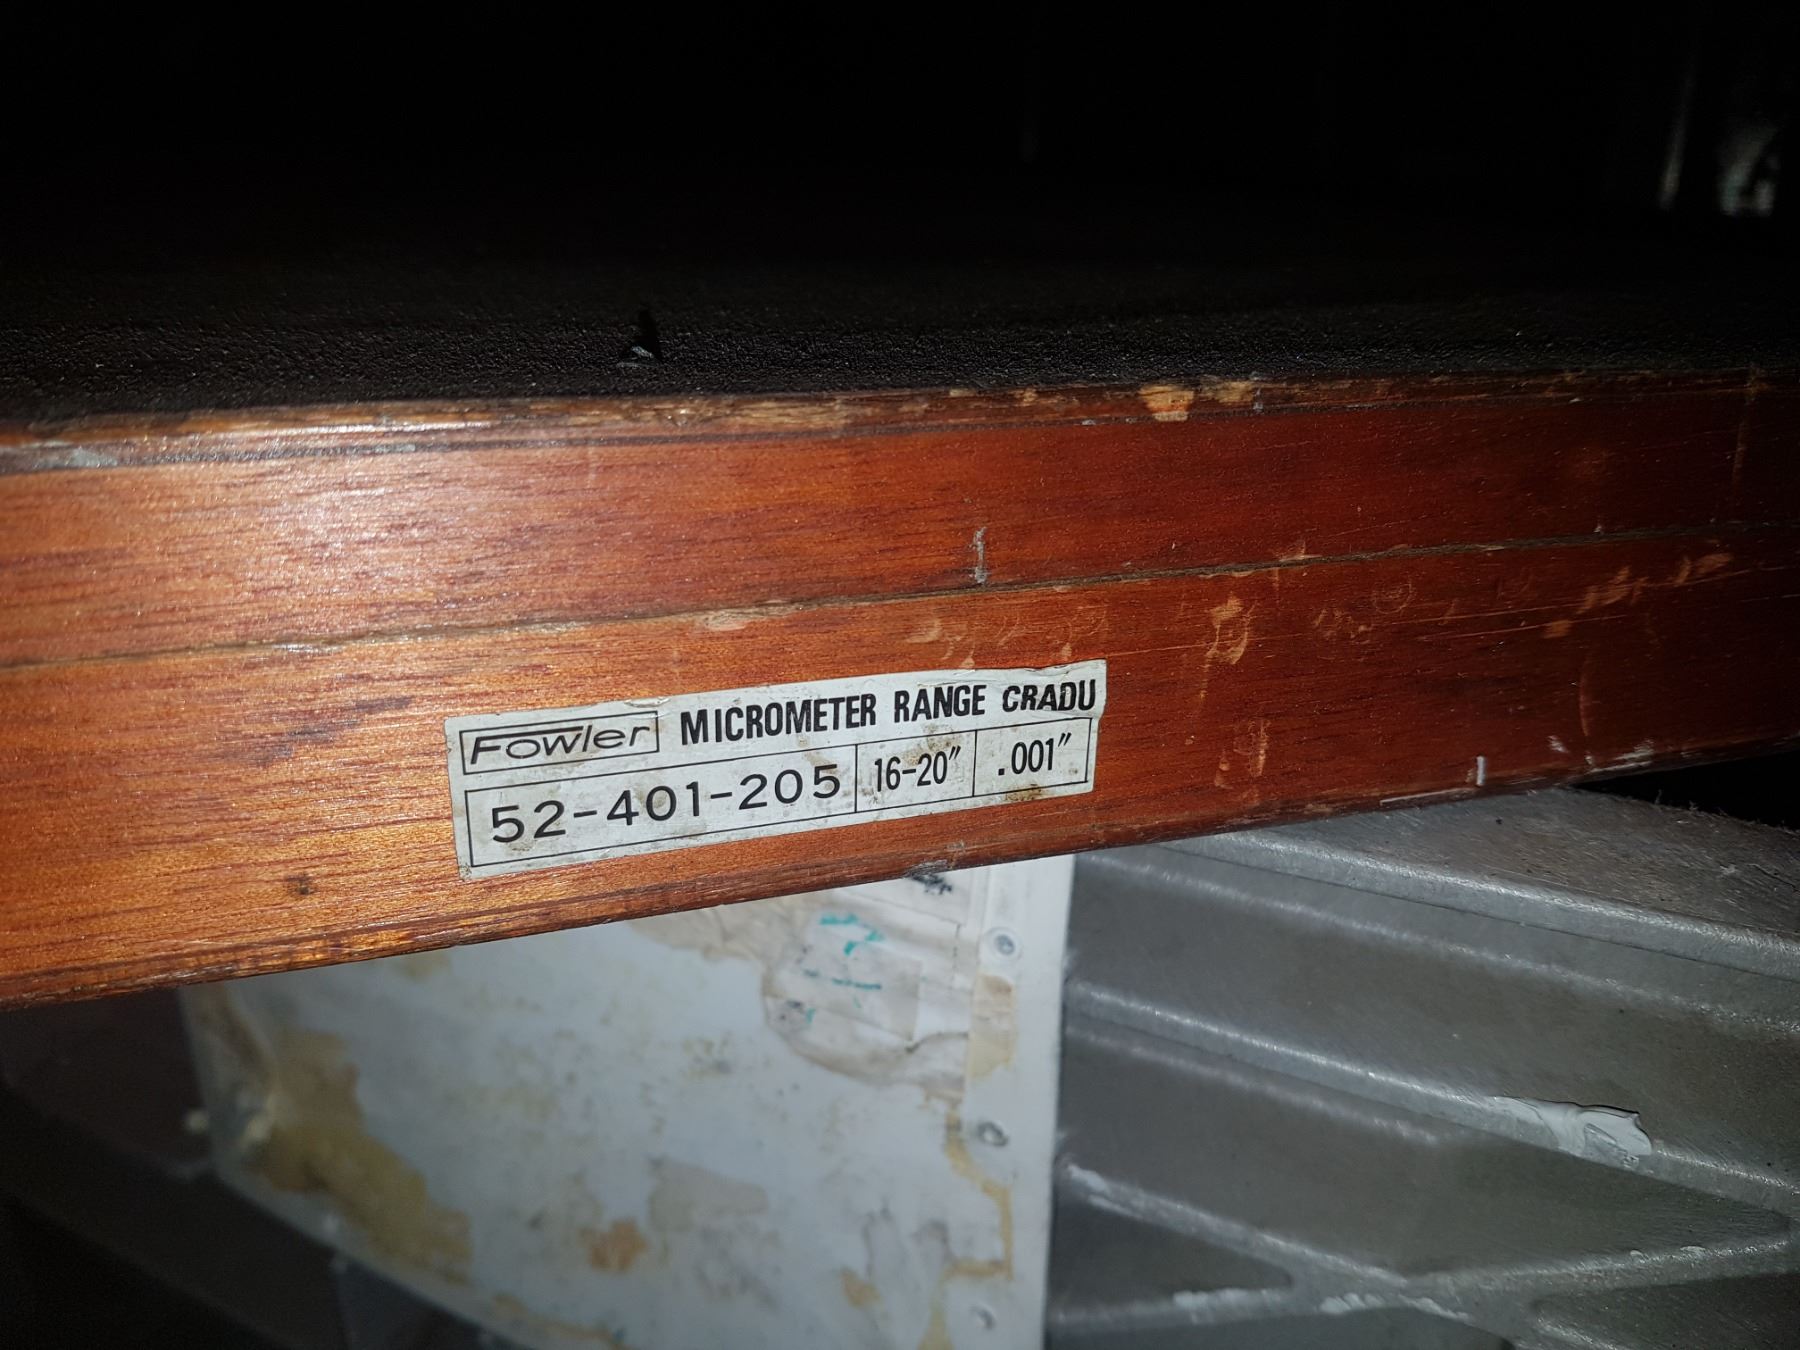 Fowler MICROMETER RANGE CRADU
52-401-205 16-20" .001"